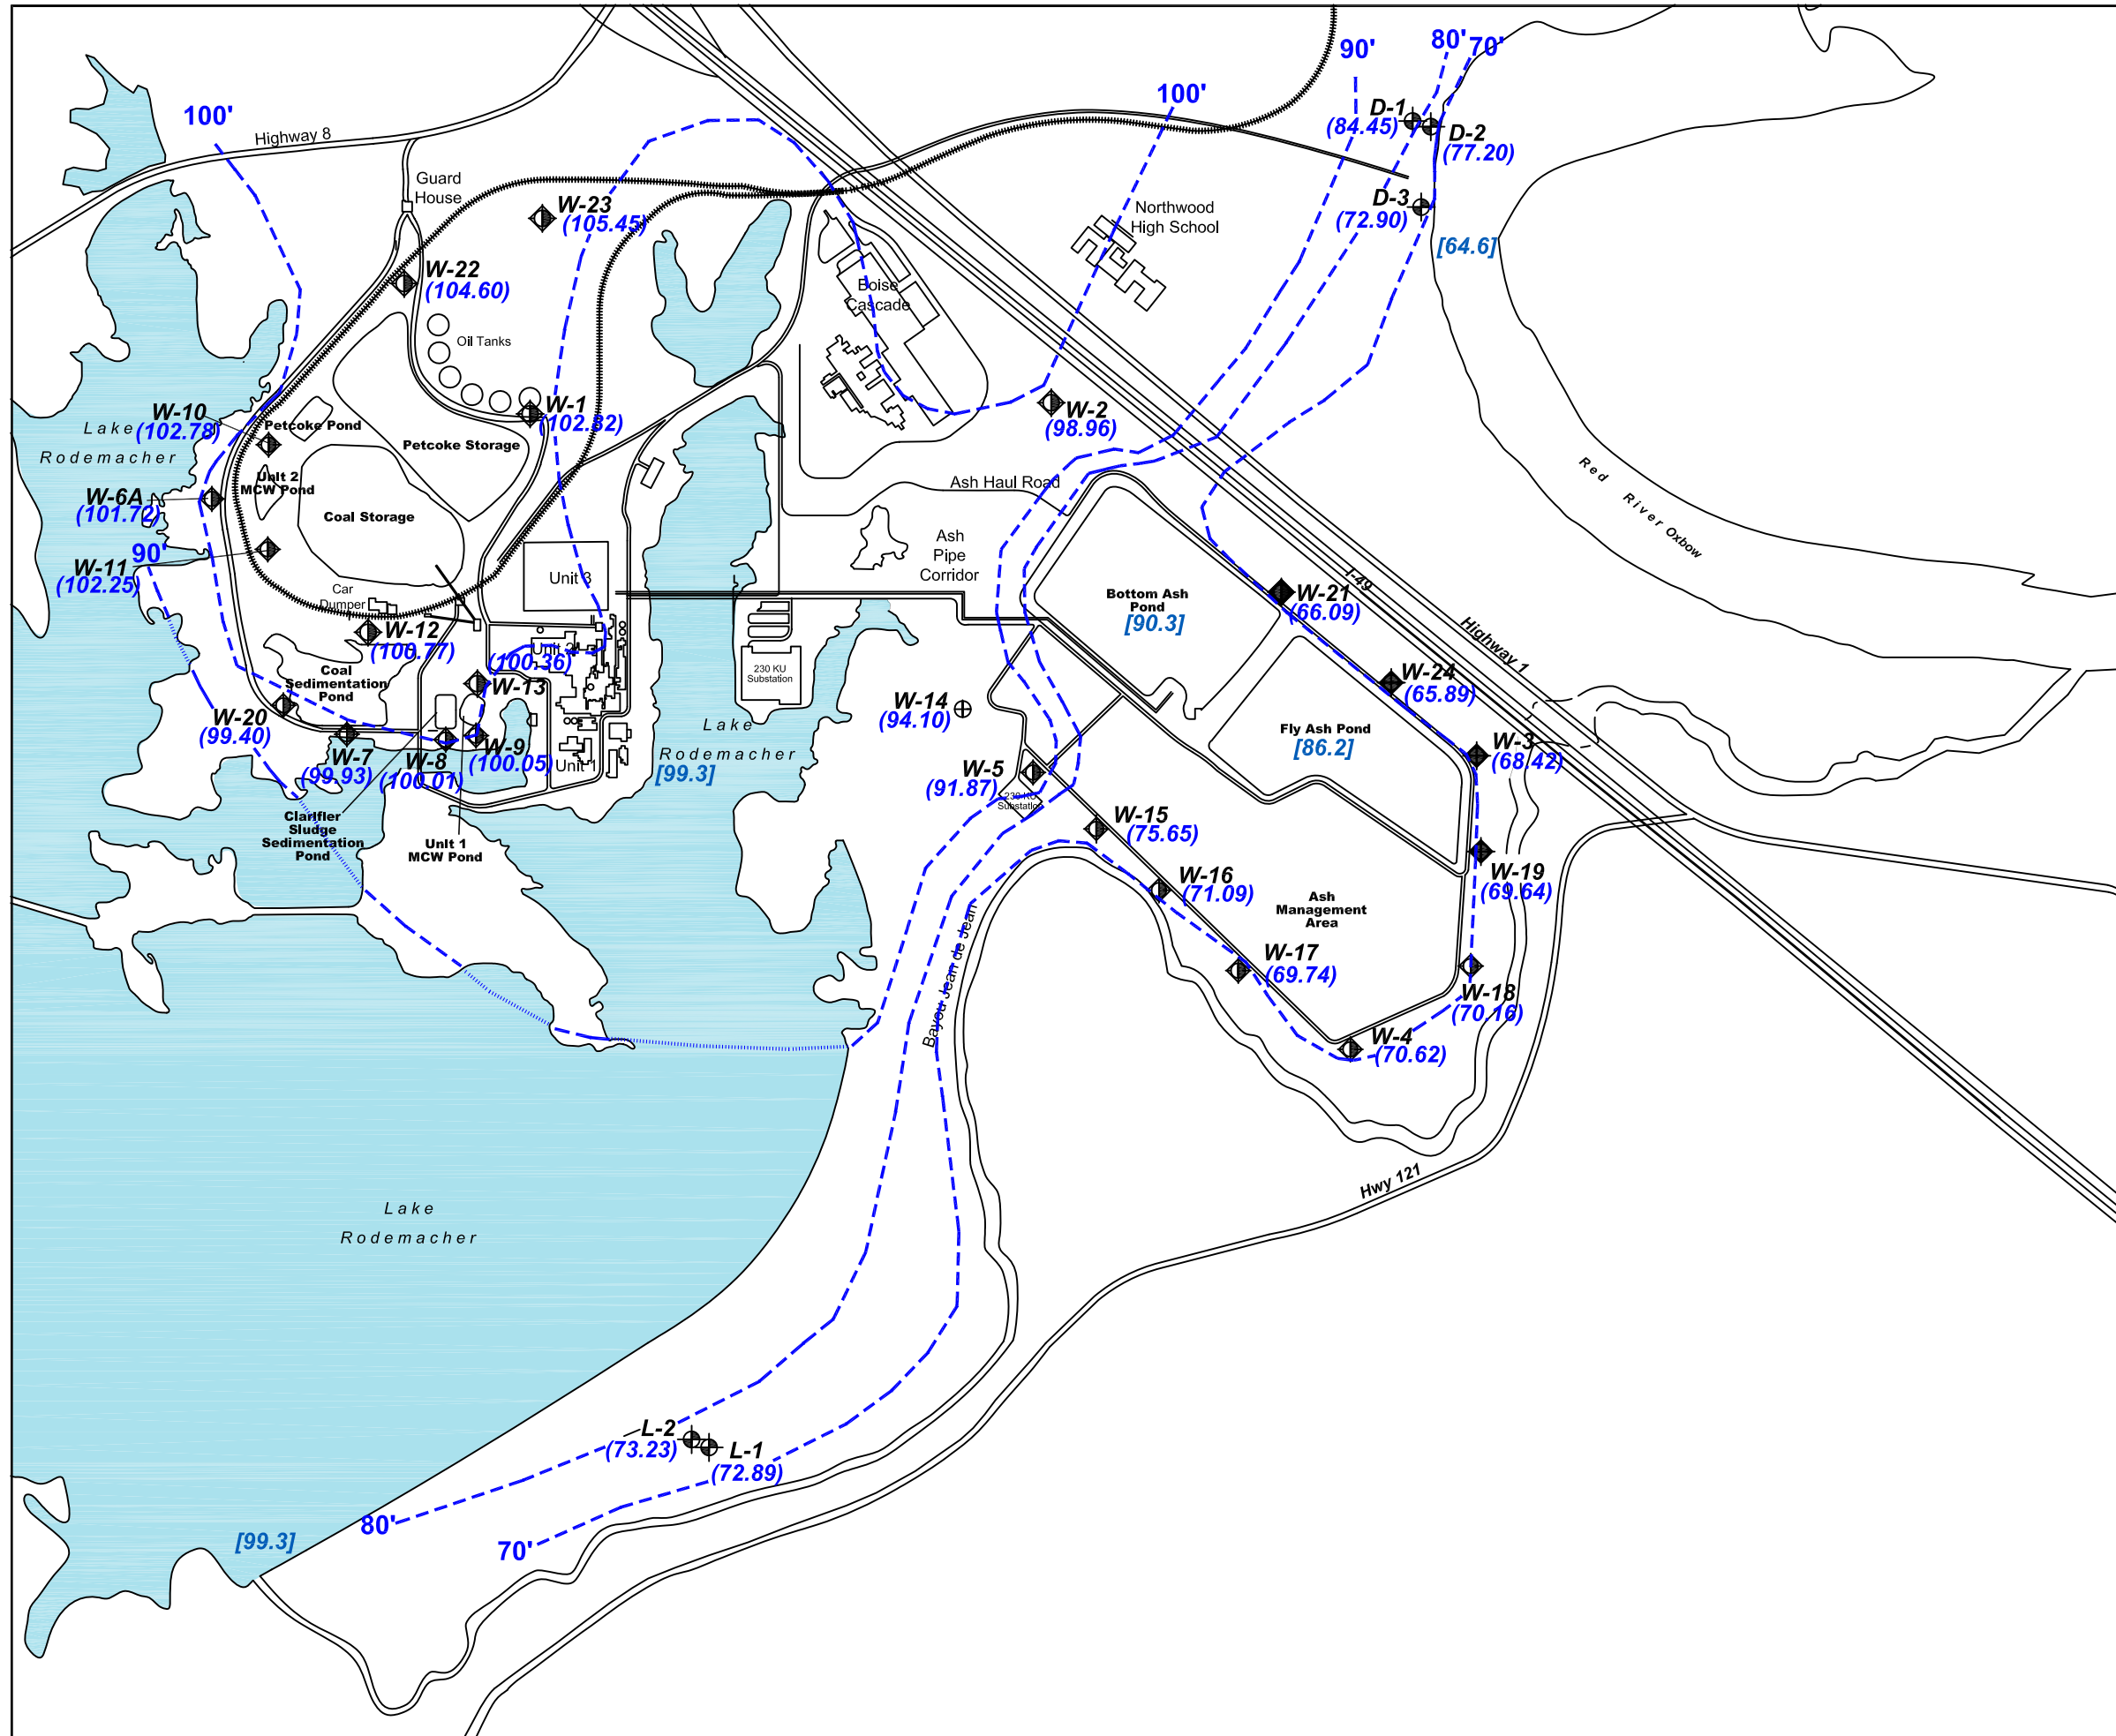 90'
80'
70'
100'
100'
D-1
(84.45)
D-2
(77.20)
Highway 8
Guard
House
W-23
(105.45)
Northwood
High School
D-3
(72.90)
[64.6]
W-22
(104.60)
Boise
Cascade
Oil Tanks
W-10
(102.78)
Lake
Rodemacher
Petcoke Pond
W-1
(102.82)
Petcoke Storage
W-2
(98.96)
Unit 2
MCW Pond
W-6A
(101.72)
Coal Storage
Ash Haul Road
Red River Oxbow
90'
W-11
(102.25)
Ash
Pipe
Corridor
Unit 3
Car
Dumper
Bottom Ash
Pond
[90.3]
W-21
(66.09)
I-49
Highway 1
W-12
(100.77)
Unit 2
(100.36)
W-13
Coal
Sedimentation
Pond
230 KU
Substation
W-14
(94.10)
W-24
(65.89)
W-20
(99.40)
Lake
Rodemacher
[99.3]
Fly Ash Pond
[86.2]
W-3
(68.42)
W-7
(99.93)
W-8
(100.01)
W-9
(100.05)
Unit 1
W-5
(91.87)
230 KU
Substation
Clarifier
Sludge
Sedimentation
Pond
Unit 1
MCW Pond
W-15
(75.65)
W-16
(71.09)
W-19
(69.64)
Ash
Management
Area
Bayou Jean de Jean
W-17
(69.74)
W-18
(70.16)
W-4
(70.62)
Hwy 121
Lake
Rodemacher
L-2
(73.23)
L-1
(72.89)
80'
70'
[99.3]